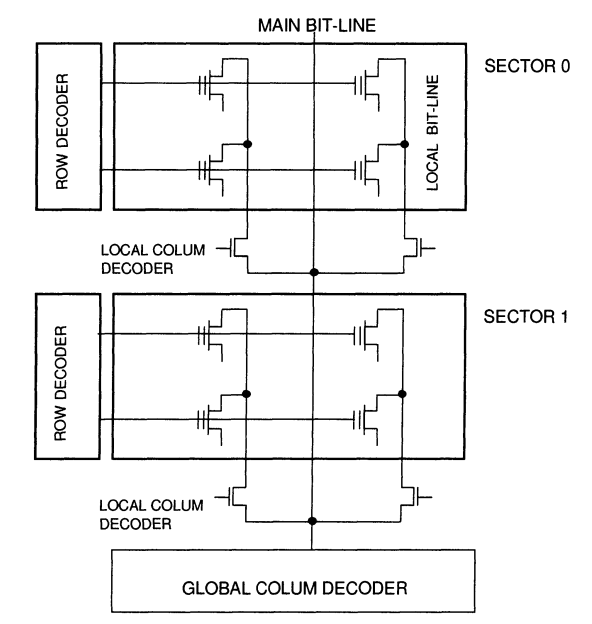 MAIN BIT-LINE
SECTOR 0
ROW DECODER
LOCAL BIT-LINE
LOCAL COLUM
DECODER
SECTOR 1
ROW DECODER
LOCAL COLUM
DECODER
GLOBAL COLUM DECODER